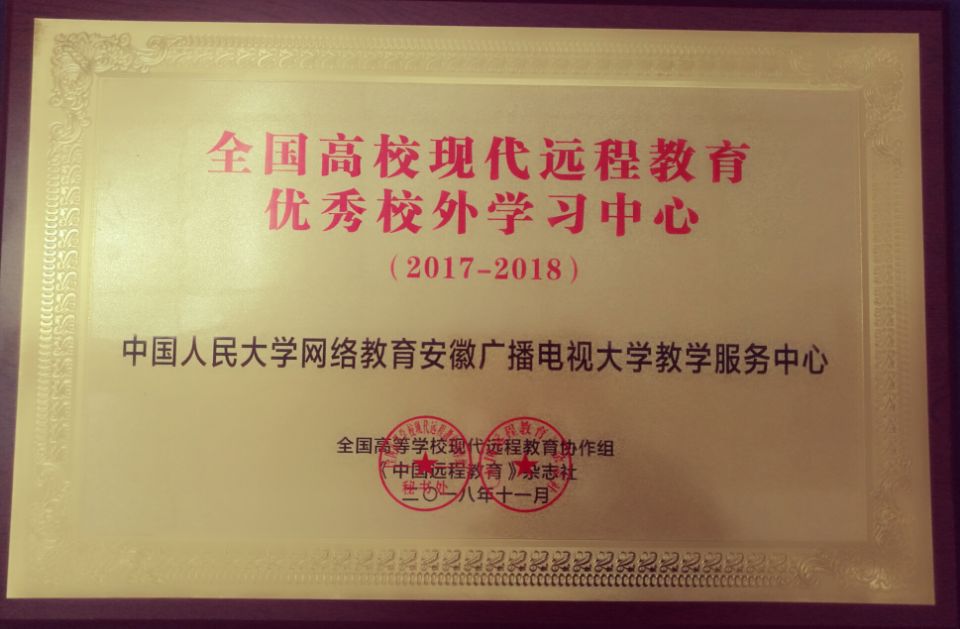 全国高校现代远程教育
优秀校外学习中心
（2017-2018）
中国人民大学网络教育安徽广播电视大学教学服务中心
全国高等学校现代远程教育协作组
《中国远程教育》杂志社
二〇一八年十一月
秘书处